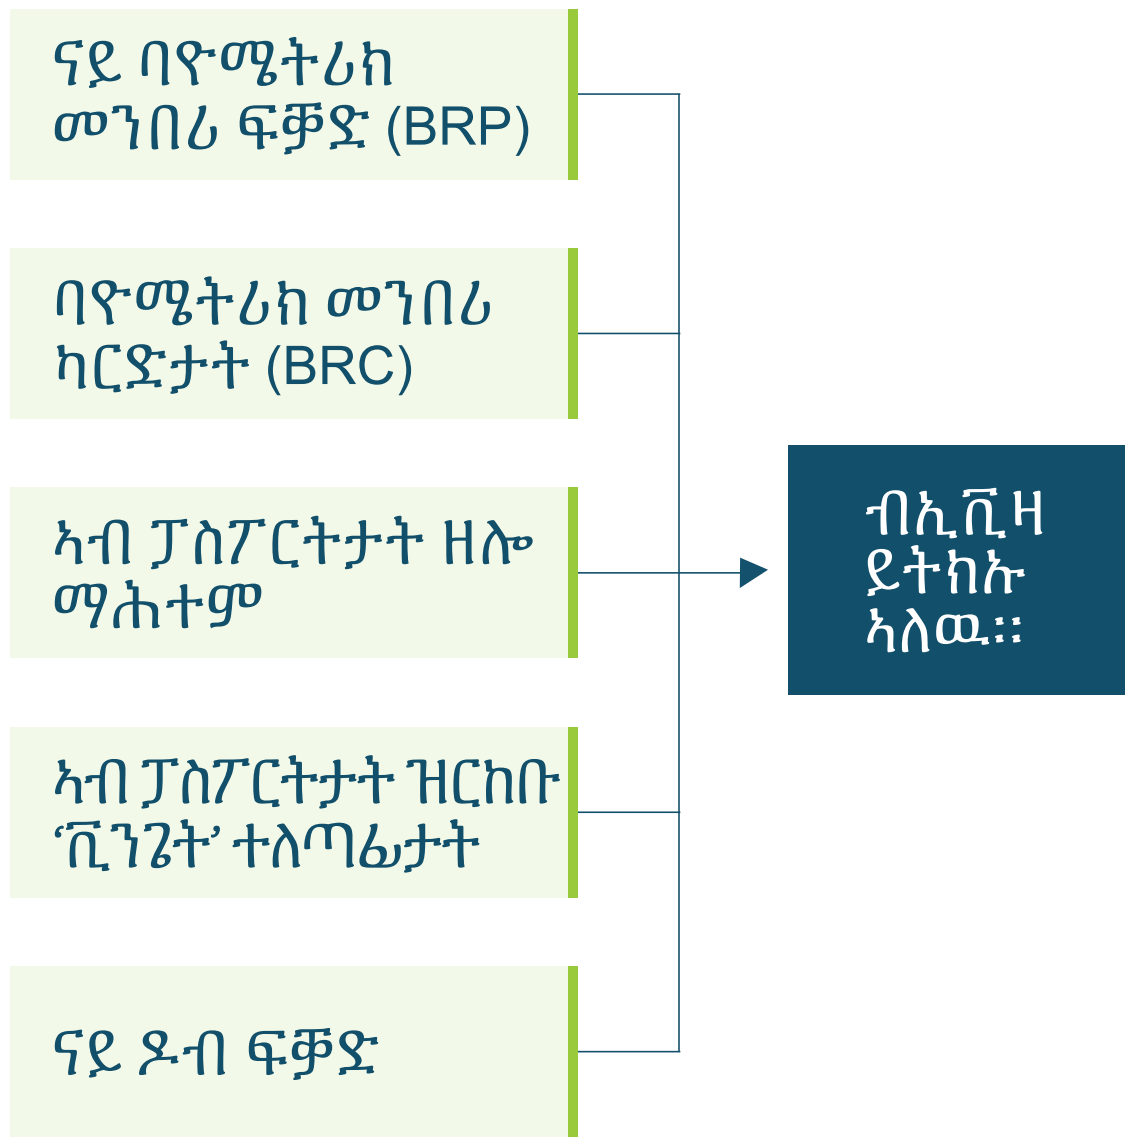 ናይ ባዮሜትሪክ
መንበሪ ፍቓድ (BRP)
ባዮሜትሪክ መንበሪ
ካርድታት (BRC)
ኣብ ፓስፖርትታት ዘሎ
ማሕተም
ኣብ ፓስፖርትታት ዝርከቡ
‘ቪንጌት’ ተለጣፊታት
ናይ ዶብ ፍቓድ
ብኢቪዛ
ይትክኡ
ኣለዉ፡፡